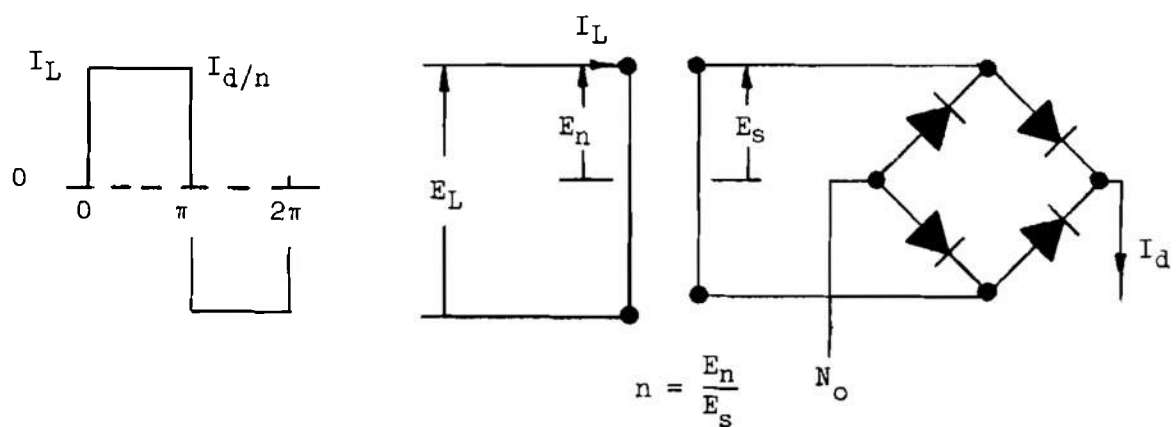 I_L
I_d/n
0
0 π 2π
I_L
E_n
E_L
E_s
I_d
N_o
n = E_n/E_s